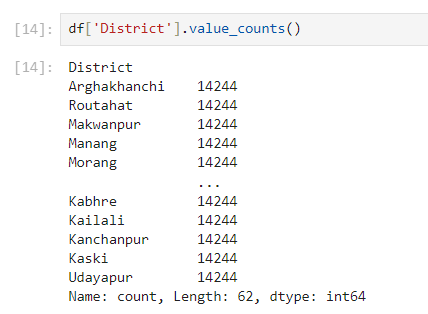 [14]: df['District'].value_counts()
[14]: District
Arghakhanchi 14244
Routahat 14244
Makwanpur 14244
Manang 14244
Morang 14244
...
Kabhre 14244
Kailali 14244
Kanchanpur 14244
Kaski 14244
Udayapur 14244
Name: count, Length: 62, dtype: int64